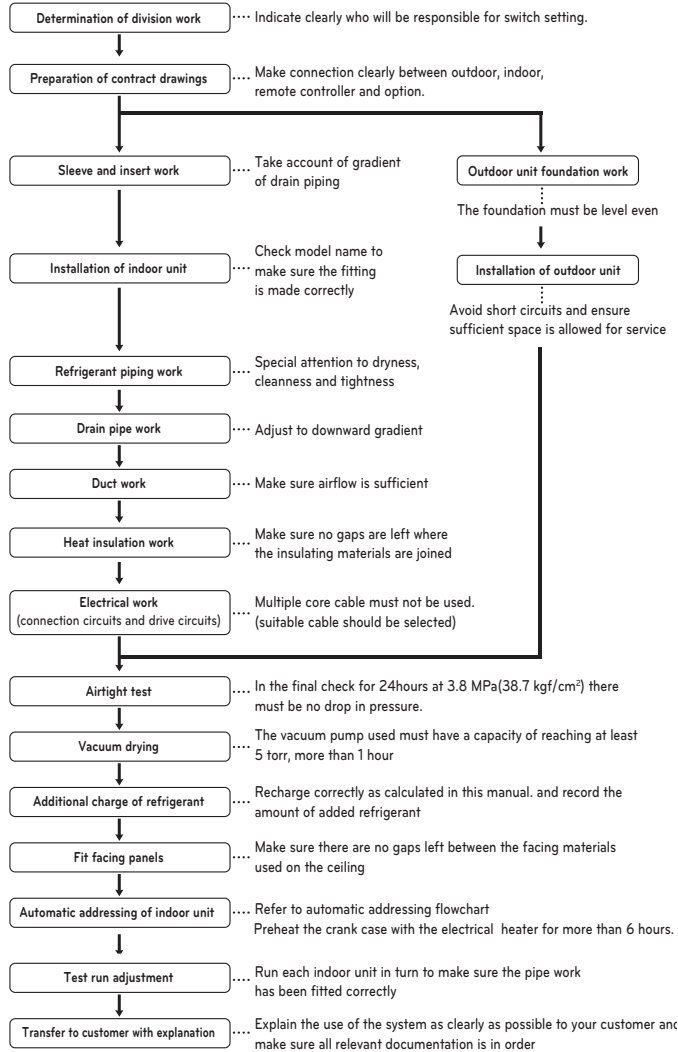 Determination of division work
Indicate clearly who will be responsible for switch setting.
Preparation of contract drawings
Make connection clearly between outdoor, indoor,
remote controller and option.
Sleeve and insert work
Take account of gradient
of drain piping
Outdoor unit foundation work
The foundation must be level even
Installation of indoor unit
Check model name to
make sure the fitting
is made correctly
Installation of outdoor unit
Avoid short circuits and ensure
sufficient space is allowed for service
Refrigerant piping work
Special attention to dryness,
cleanness and tightness
Drain pipe work
Adjust to downward gradient
Duct work
Make sure airflow is sufficient
Heat insulation work
Make sure no gaps are left where
the insulating materials are joined
Electrical work
(connection circuits and drive circuits)
Multiple core cable must not be used.
(suitable cable should be selected)
Airtight test
In the final check for 24hours at 3.8 MPa(38.7 kgf/cm²) there
must be no drop in pressure.
Vacuum drying
The vacuum pump used must have a capacity of reaching at least
5 torr, more than 1 hour
Additional charge of refrigerant
Recharge correctly as calculated in this manual. and record the
amount of added refrigerant
Fit facing panels
Make sure there are no gaps left between the facing materials
used on the ceiling
Automatic addressing of indoor unit
Refer to automatic addressing flowchart
Preheat the crank case with the electrical heater for more than 6 hours.
Test run adjustment
Run each indoor unit in turn to make sure the pipe work
has been fitted correctly
Transfer to customer with explanation
Explain the use of the system as clearly as possible to your customer and
make sure all relevant documentation is in order